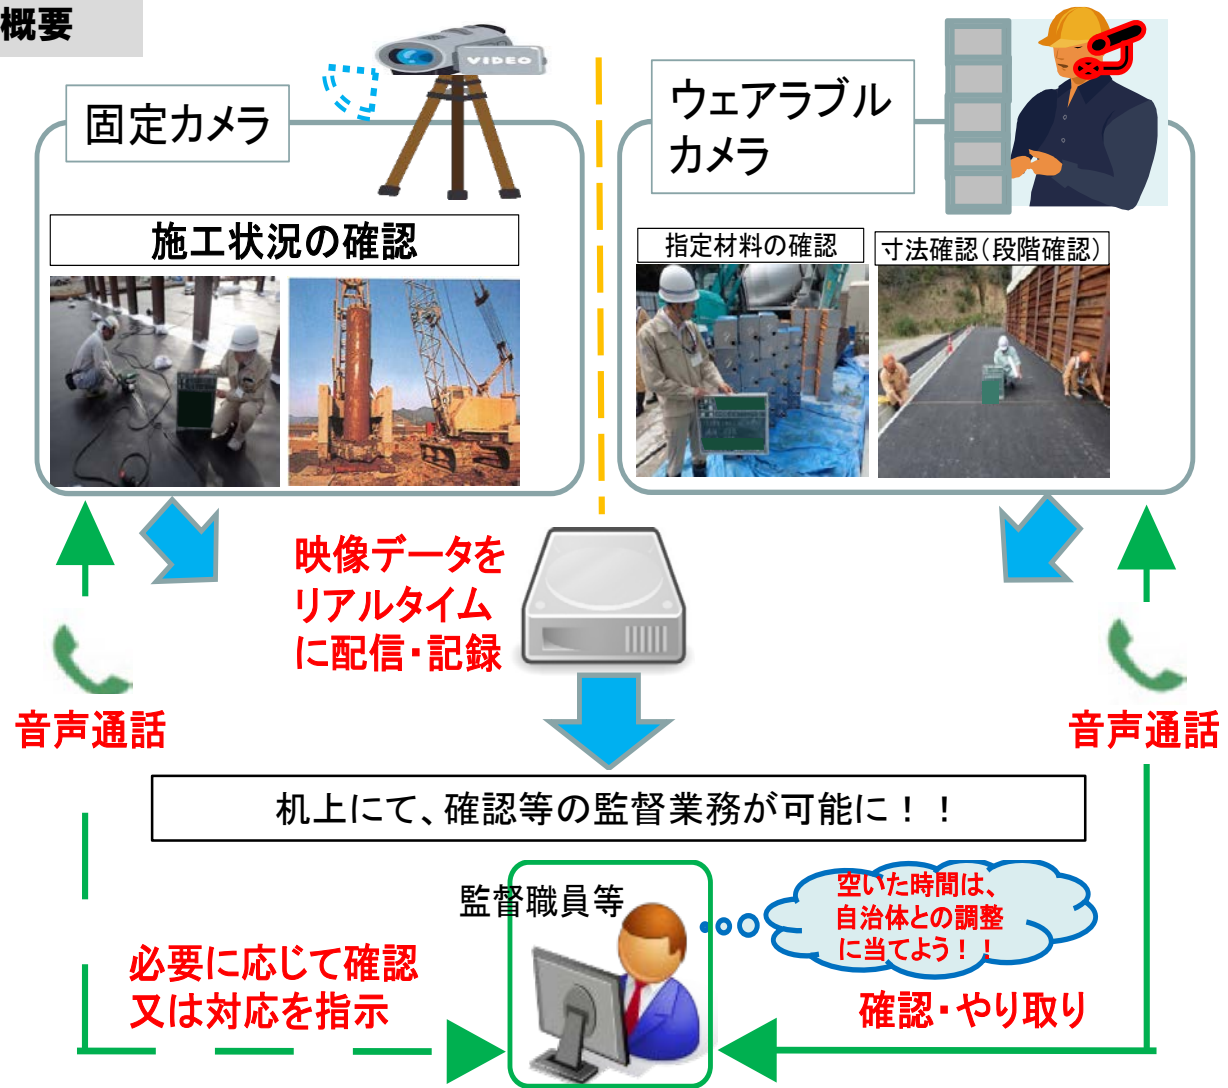 概要
固定カメラ
VIDEO
施工状況の確認
ウェアラブル
カメラ
指定材料の確認
寸法確認(段階確認)
映像データを
リアルタイム
に配信・記録
音声通話
音声通話
机上にて、確認等の監督業務が可能に！！
監督職員等
空いた時間は、
自治体との調整
に当てよう！！
必要に応じて確認
又は対応を指示
確認・やり取り